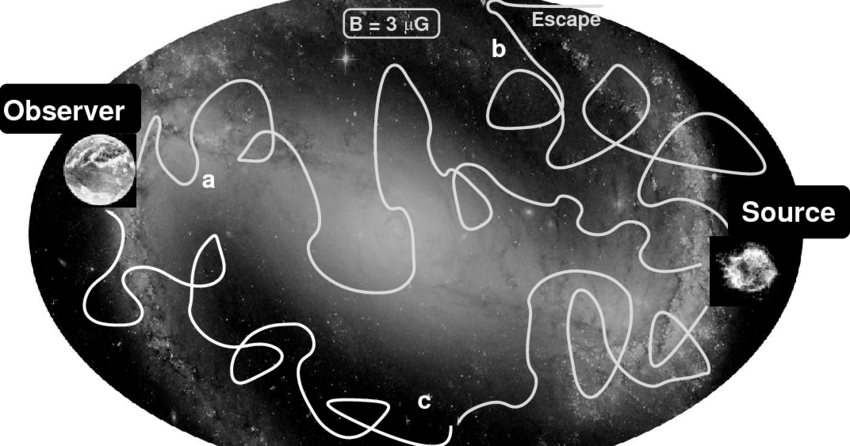 B = 3 μG
Escape
b
Observer
a
Source
c